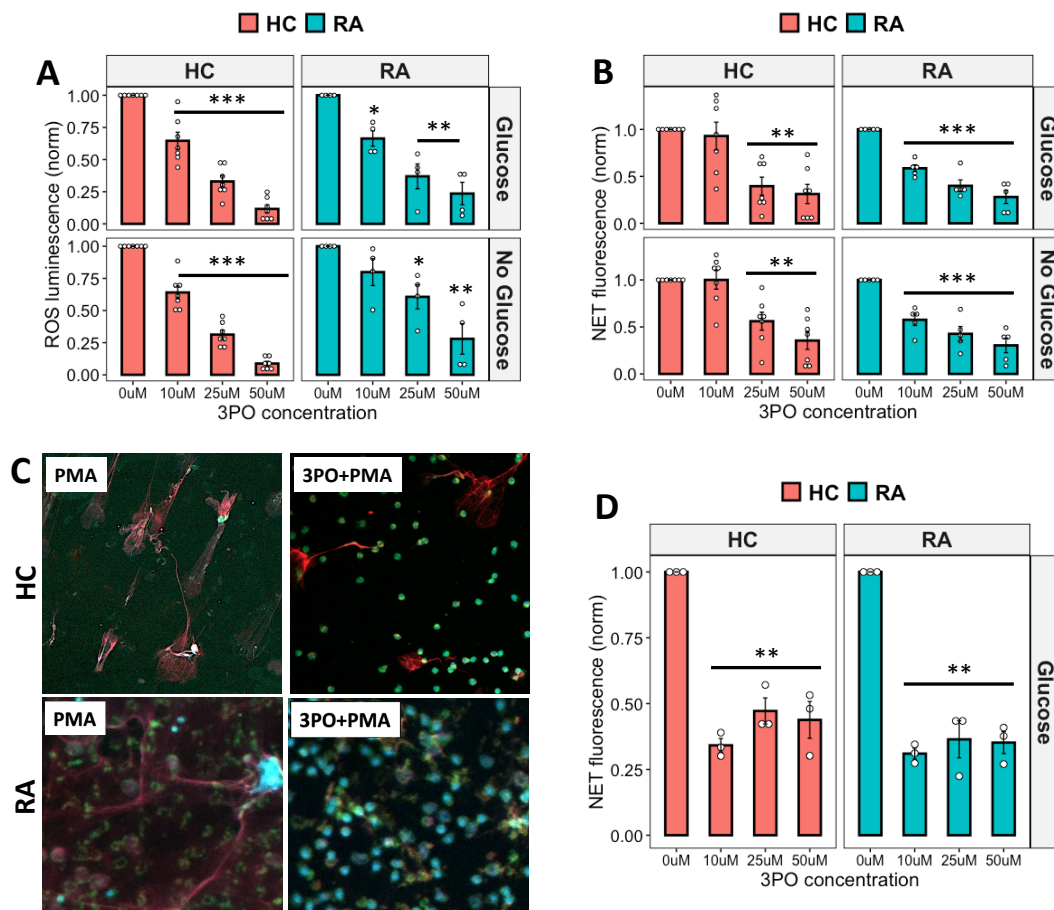 HC RA
A
HC RA
ROS luminescence (norm)
1.00
0.75
0.50
0.25
0.00
***
* **
Glucose
1.00
0.75
0.50
0.25
0.00
***
* **
No Glucose
0uM 10uM 25uM 50uM 0uM 10uM 25uM 50uM
3PO concentration
HC RA
B
HC RA
NET fluorescence (norm)
1.0
0.5
0.0
** ***
Glucose
1.0
0.5
0.0
** ***
No Glucose
0uM 10uM 25uM 50uM 0uM 10uM 25uM 50uM
3PO concentration
C
PMA 3PO+PMA
HC
PMA 3PO+PMA
RA
HC RA
D
HC RA
NET fluorescence (norm)
1.00
0.75
0.50
0.25
0.00
** **
Glucose
0uM 10uM 25uM 50uM 0uM 10uM 25uM 50uM
3PO concentration